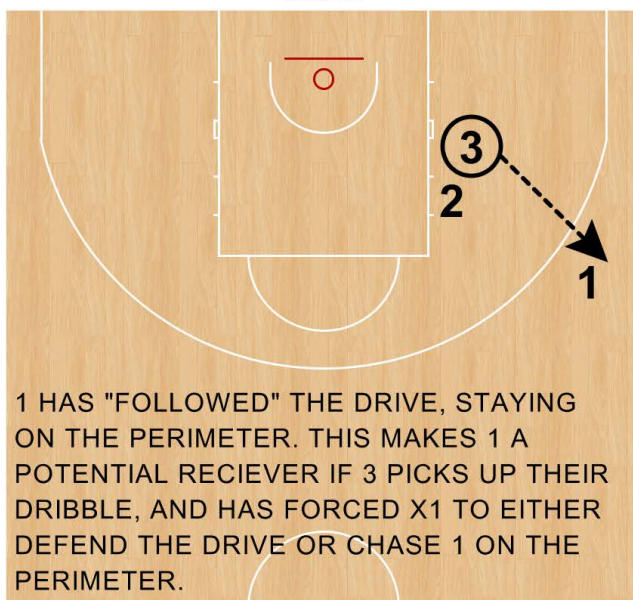 3
2
1
1 HAS "FOLLOWED" THE DRIVE, STAYING
ON THE PERIMETER. THIS MAKES 1 A
POTENTIAL RECIEVER IF 3 PICKS UP THEIR
DRIBBLE, AND HAS FORCED X1 TO EITHER
DEFEND THE DRIVE OR CHASE 1 ON THE
PERIMETER.